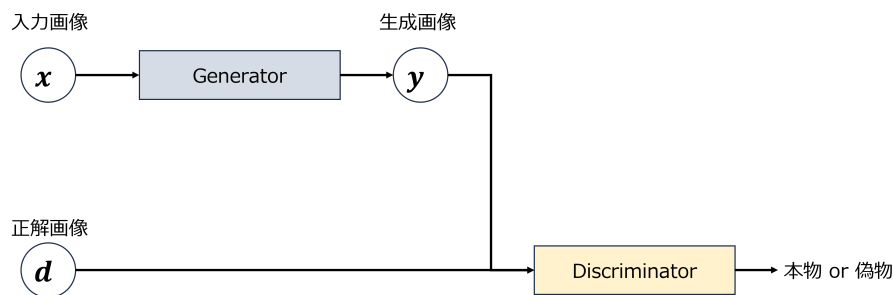 入力画像
生成画像
x
Generator
y
正解画像
d
Discriminator
本物 or 偽物